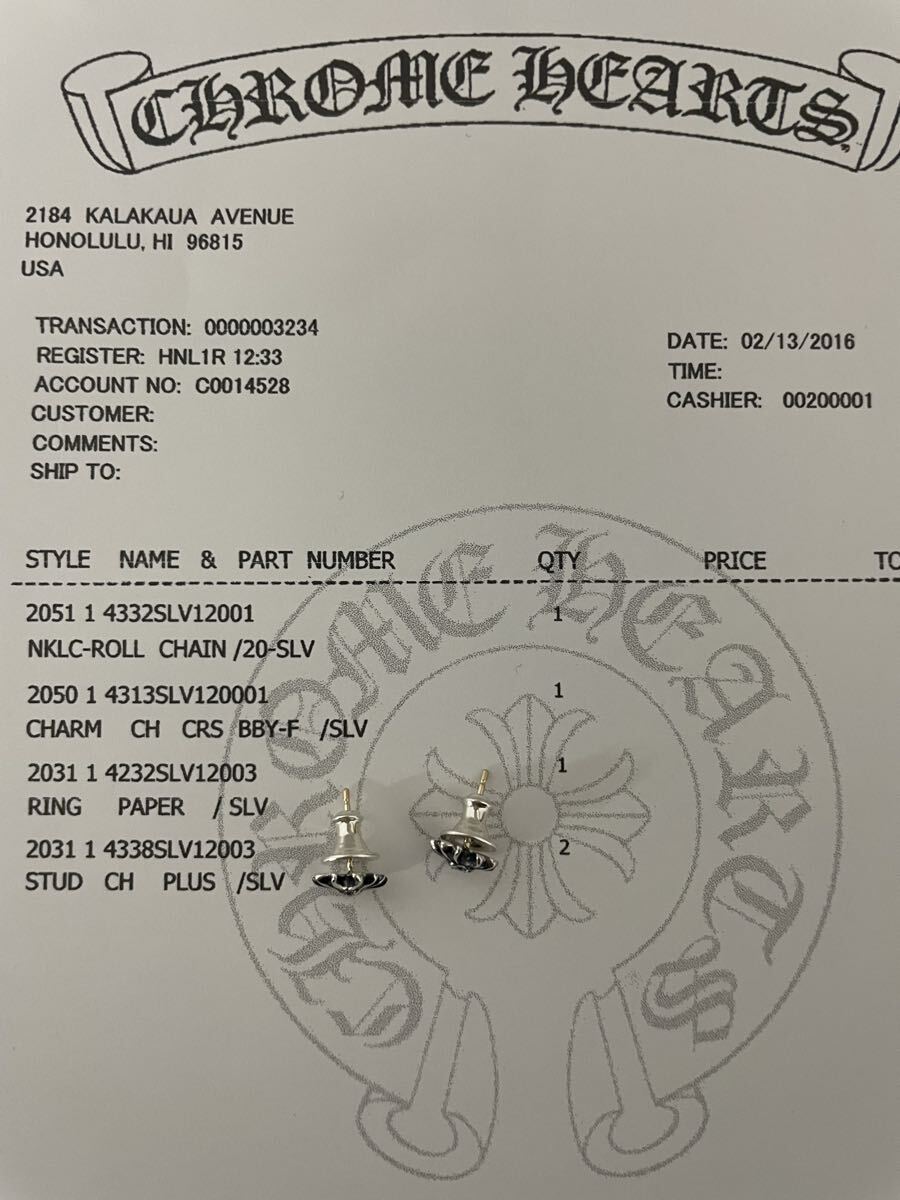 CHROME HEARTS
2184 KALAKAUA AVENUE
HONOLULU, HI 96815
USA
TRANSACTION: 0000003234
REGISTER: HNL1R 12:33
ACCOUNT NO: C0014528
CUSTOMER:
COMMENTS:
SHIP TO:
DATE: 02/13/2016
TIME:
CASHIER: 00200001
STYLE NAME & PART NUMBER QTY PRICE TO
2051 1 4332SLV12001 1
NKLC-ROLL CHAIN /20-SLV
2050 1 4313SLV120001 1
CHARM CH CRS BBY-F /SLV
2031 1 4232SLV12003 1
RING PAPER / SLV
2031 1 4338SLV12003 2
STUD CH PLUS /SLV
CHROME HEARTS